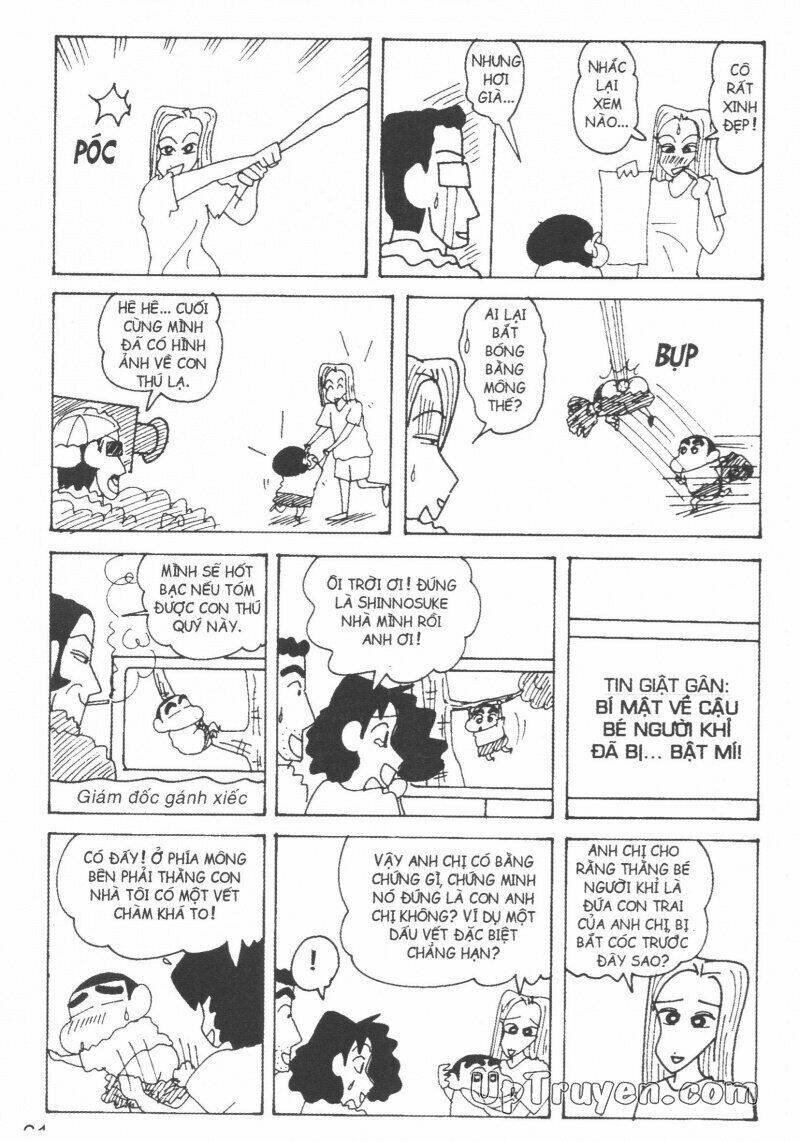 CÔ
RẤT
XINH
ĐẸP!
NHẮC
LẠI
XEM
NÀO...
NHƯNG
HƠI
GIÀ...
PÓC
AI LẠI
BẮT
BÓNG
BẰNG
MÔNG
THẾ?
BỤP
HÊ HÊ... CUỐI
CÙNG MÌNH
ĐÃ CÓ HÌNH
ẢNH VỀ CON
THÚ LẠ.
TIN GIẬT GÂN:
BÍ MẬT VỀ CẬU
BÉ NGƯỜI KHỈ
ĐÃ BỊ... BẬT MÍ!
ÔI TRỜI ƠI! ĐÚNG
LÀ SHINNOSUKE
NHÀ MÌNH RỒI
ANH ƠI!
MÌNH SẼ HỐT
BẠC NẾU TÓM
ĐƯỢC CON THÚ
QUÝ NÀY.
Giám đốc gánh xiếc
ANH CHỊ CHO
RẰNG THẰNG BÉ
NGƯỜI KHỈ LÀ
ĐỨA CON TRAI
CỦA ANH CHỊ, BỊ
BẮT CÓC TRƯỚC
ĐÂY SAO?
VẬY ANH CHỊ CÓ BẰNG
CHỨNG GÌ, CHỨNG MINH
NÓ ĐÚNG LÀ CON ANH
CHỊ KHÔNG? VÍ DỤ MỘT
DẤU VẾT ĐẶC BIỆT
CHẲNG HẠN?
!
CÓ ĐẤY! Ở PHÍA MÔNG
BÊN PHẢI THẰNG CON
NHÀ TÔI CÓ MỘT VẾT
CHÀM KHÁ TO!
UpTruyen.com